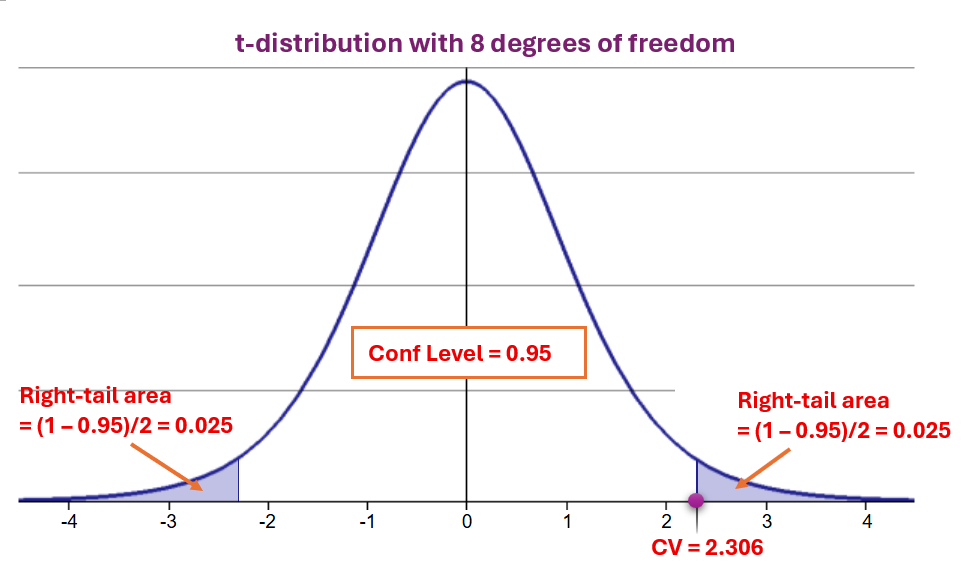 t-distribution with 8 degrees of freedom
Conf Level = 0.95
Right-tail area
= (1 – 0.95)/2 = 0.025
Right-tail area
= (1 – 0.95)/2 = 0.025
-4 -3 -2 -1 0 1 2 3 4
CV = 2.306